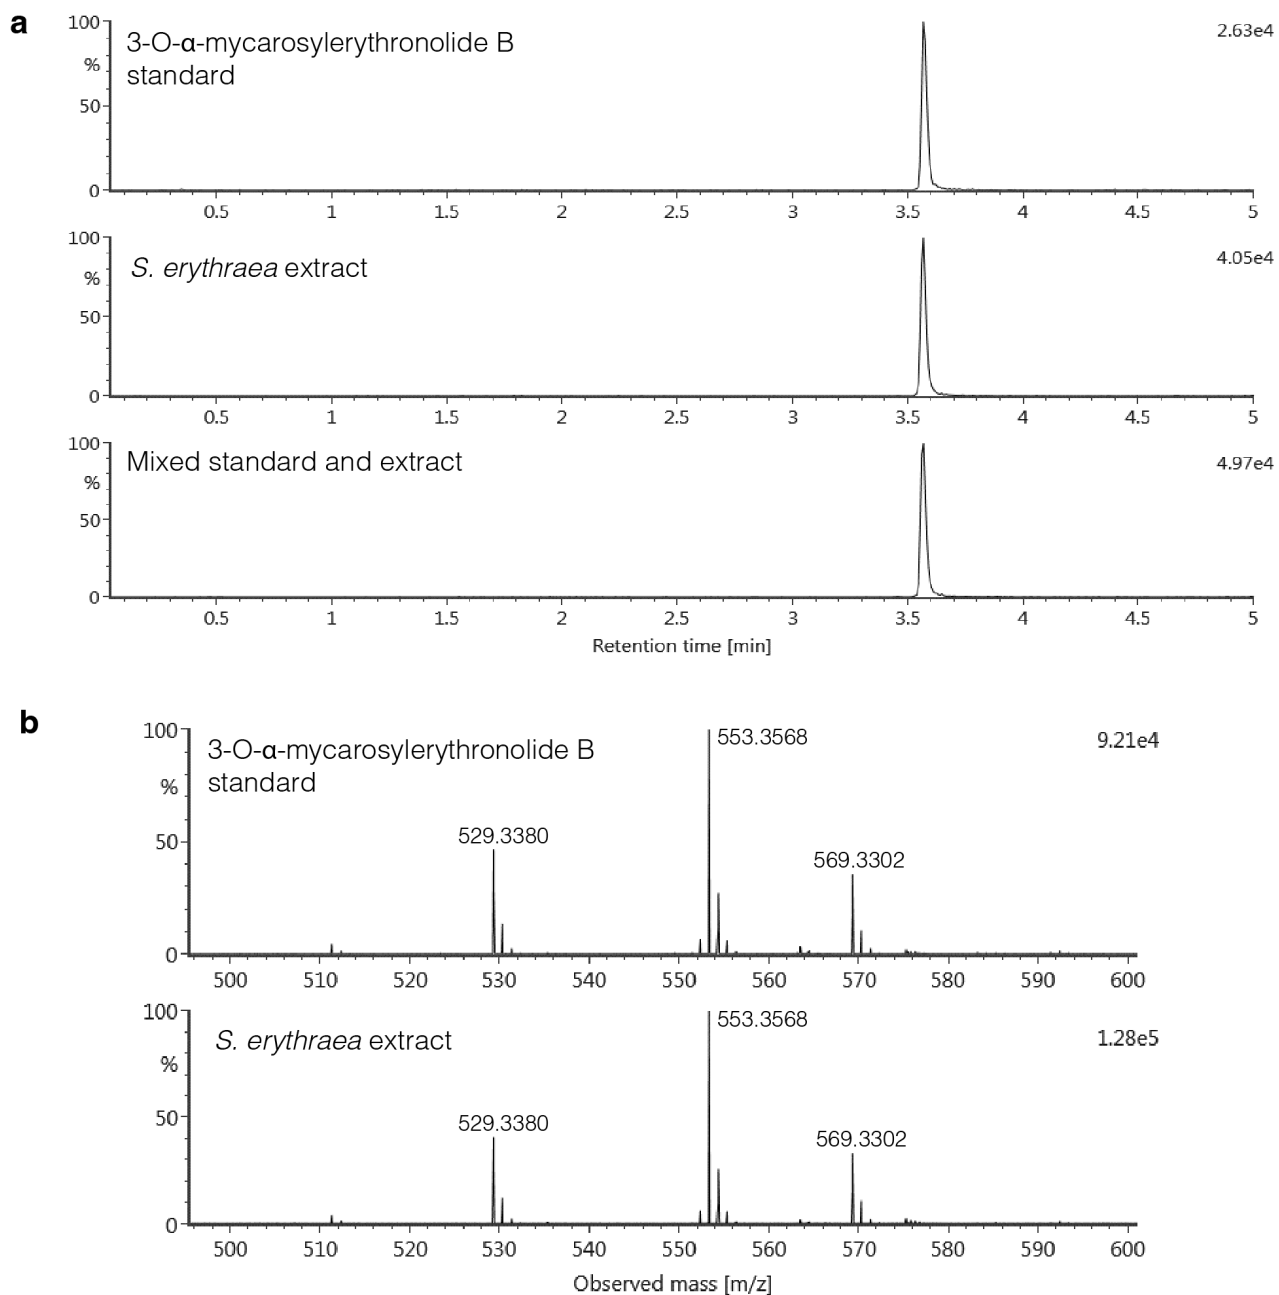 a
100
3-O-α-mycarosylerythronolide B
standard
2.63e4
%
50
0
0.5 1 1.5 2 2.5 3 3.5 4 4.5 5
100
S. erythraea extract
4.05e4
%
50
0
0.5 1 1.5 2 2.5 3 3.5 4 4.5 5
100
Mixed standard and extract
4.97e4
%
50
0
0.5 1 1.5 2 2.5 3 3.5 4 4.5 5
Retention time [min]
b
100
3-O-α-mycarosylerythronolide B
standard
553.3568
9.21e4
%
529.3380
50
569.3302
0
500 510 520 530 540 550 560 570 580 590 600
100
S. erythraea extract
553.3568
1.28e5
%
529.3380
50
569.3302
0
500 510 520 530 540 550 560 570 580 590 600
Observed mass [m/z]